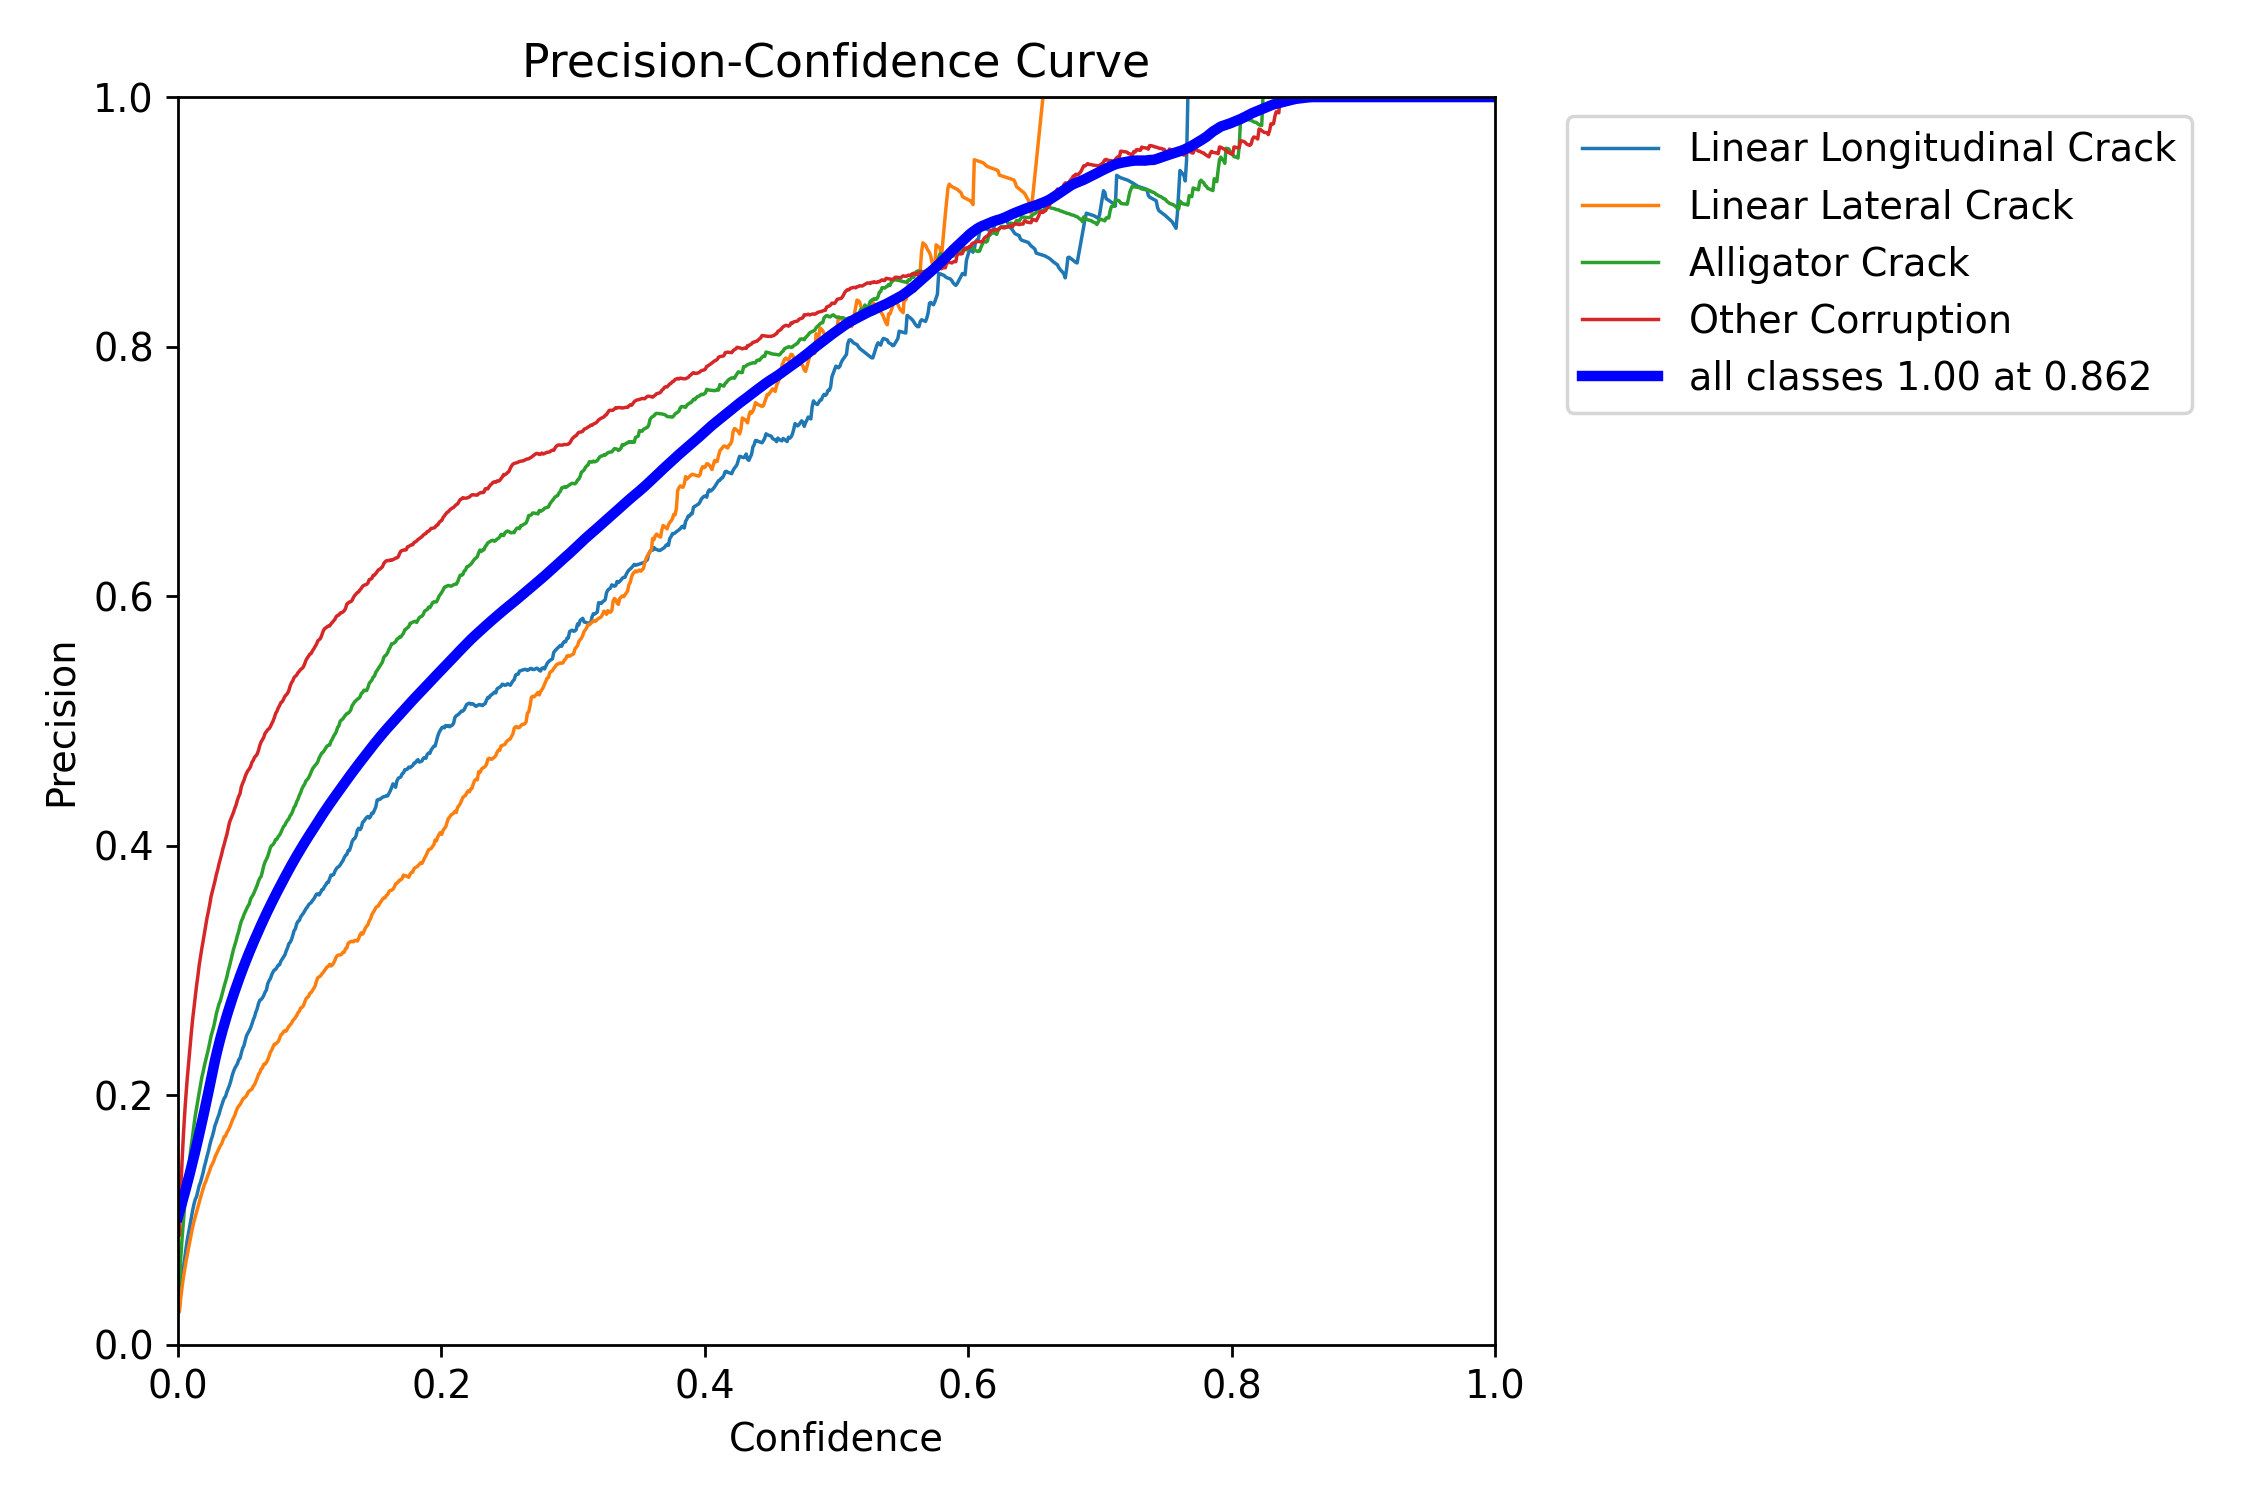 Precision-Confidence Curve
1.0
0.8
0.6
0.4
0.2
0.0
Precision
0.0 0.2 0.4 0.6 0.8 1.0
Confidence
Linear Longitudinal Crack
Linear Lateral Crack
Alligator Crack
Other Corruption
all classes 1.00 at 0.862